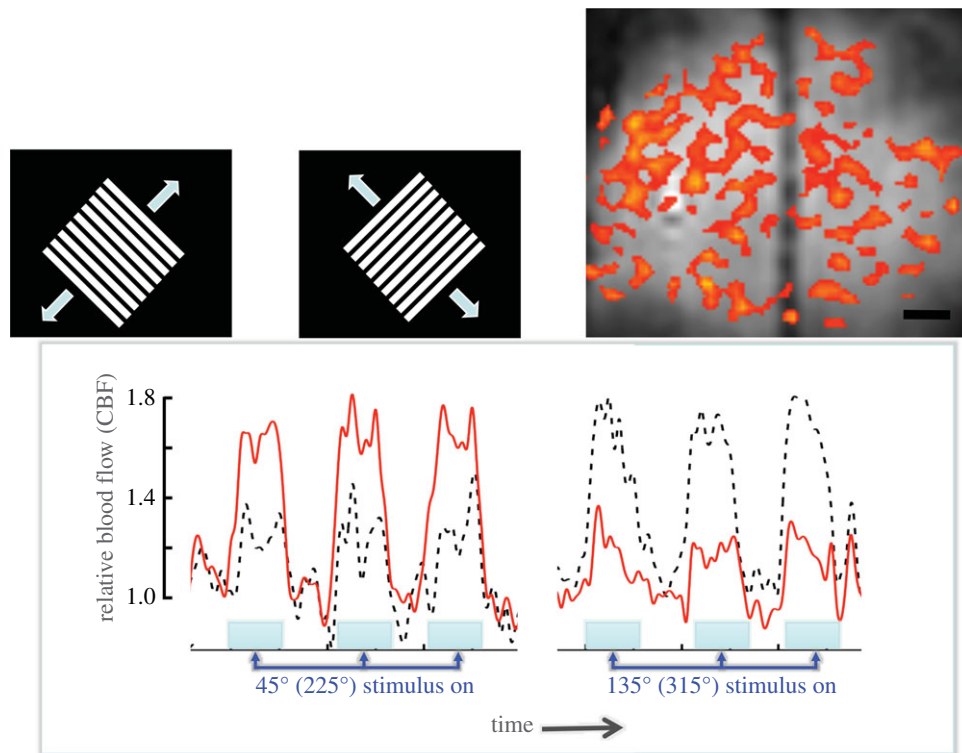 relative blood flow (CBF)
1.8
1.4
1.0
45° (225°) stimulus on
135° (315°) stimulus on
time